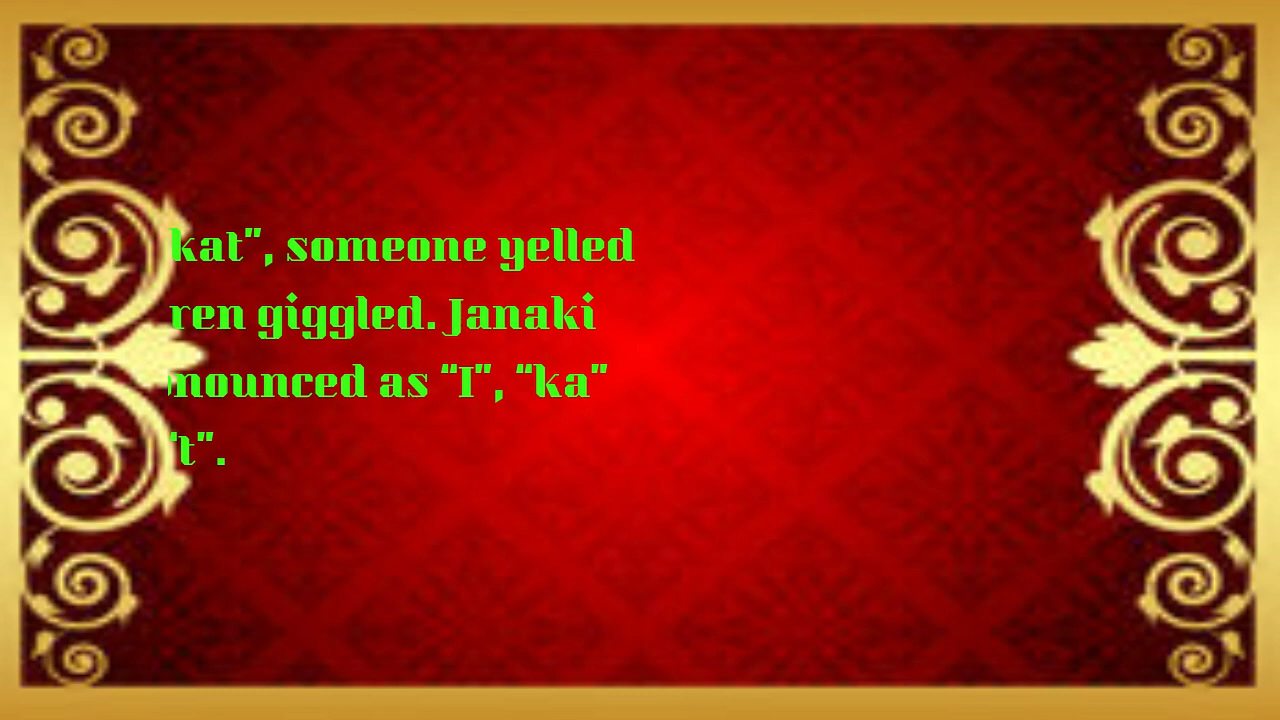 kat”, someone yelled
ren giggled. Janaki
nounced as “I”, “ka”
t”.